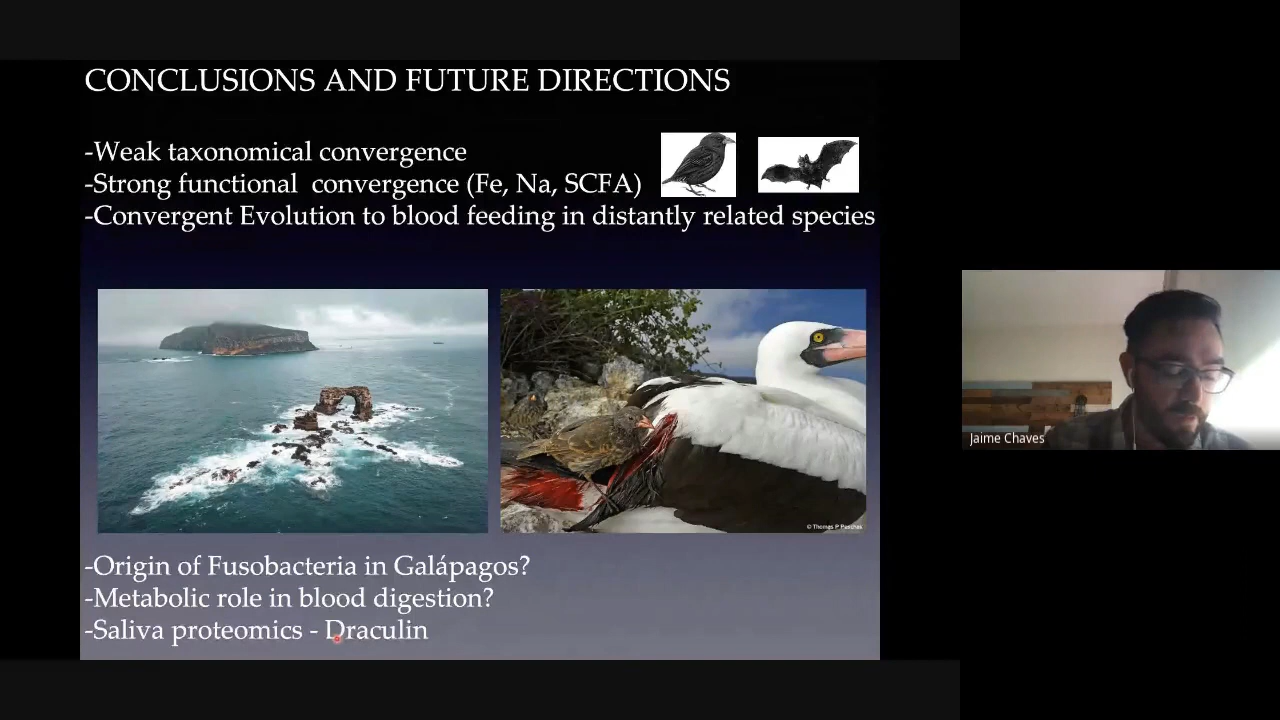 CONCLUSIONS AND FUTURE DIRECTIONS
-Weak taxonomical convergence
-Strong functional convergence (Fe, Na, SCFA)
-Convergent Evolution to blood feeding in distantly related species
© Thomas P Peschak
-Origin of Fusobacteria in Galápagos?
-Metabolic role in blood digestion?
-Saliva proteomics - Draculin
Jaime Chaves